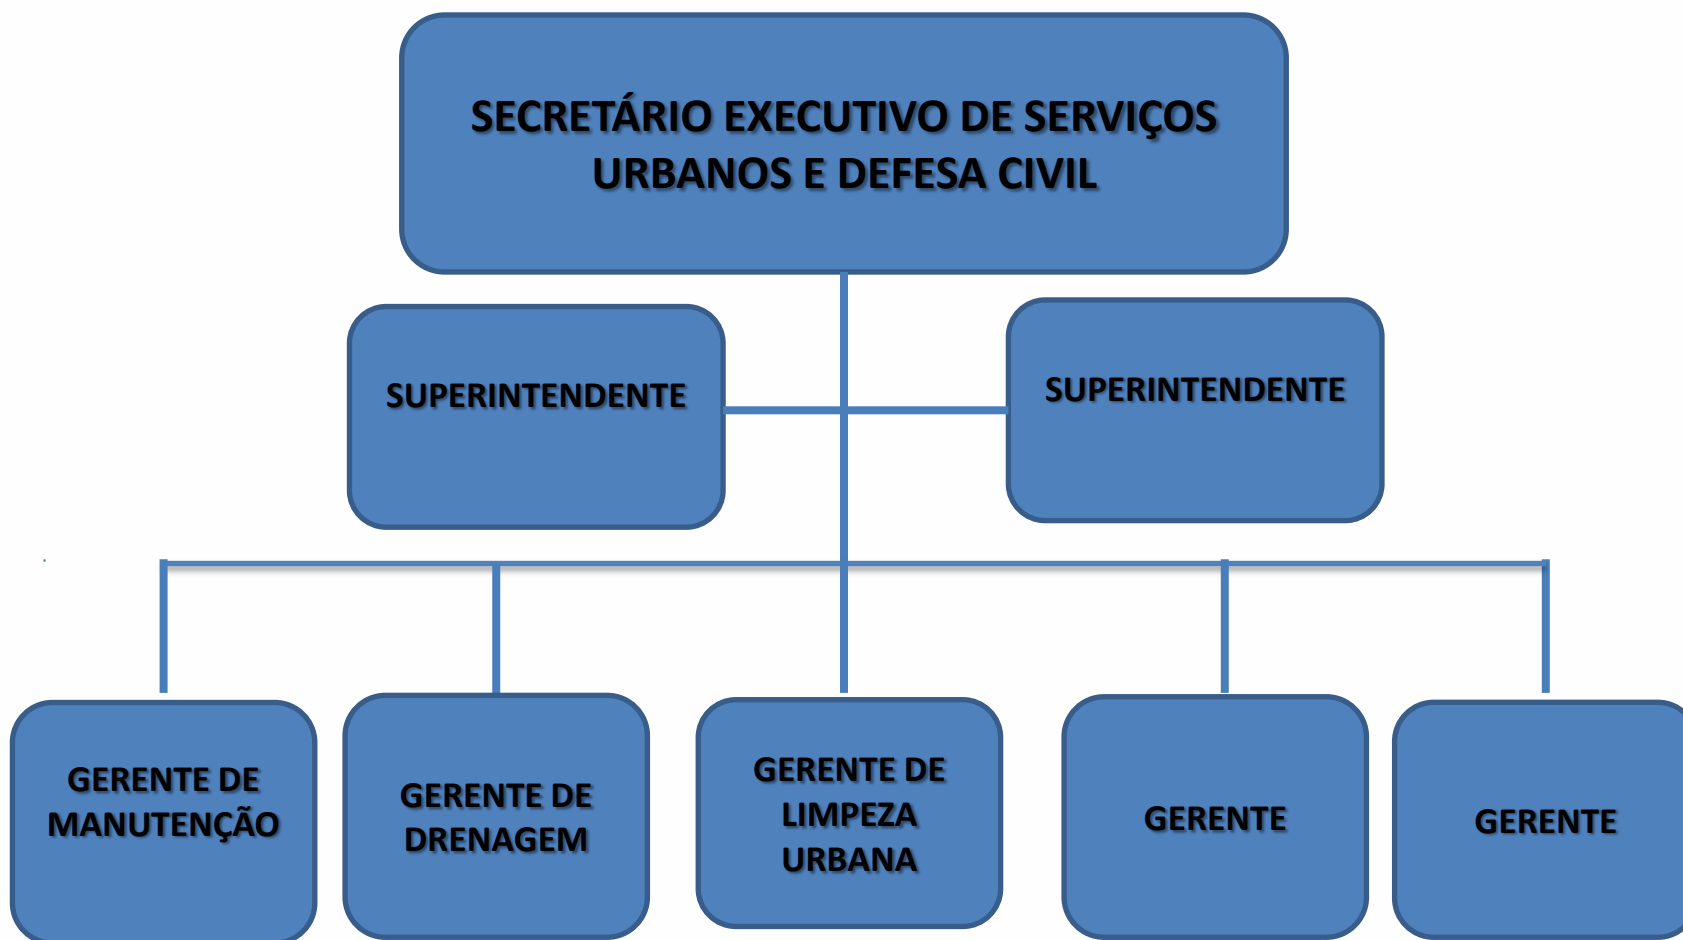 SECRETÁRIO EXECUTIVO DE SERVIÇOS
URBANOS E DEFESA CIVIL
SUPERINTENDENTE
SUPERINTENDENTE
GERENTE DE
MANUTENÇÃO
GERENTE DE
DRENAGEM
GERENTE DE
LIMPEZA
URBANA
GERENTE
GERENTE